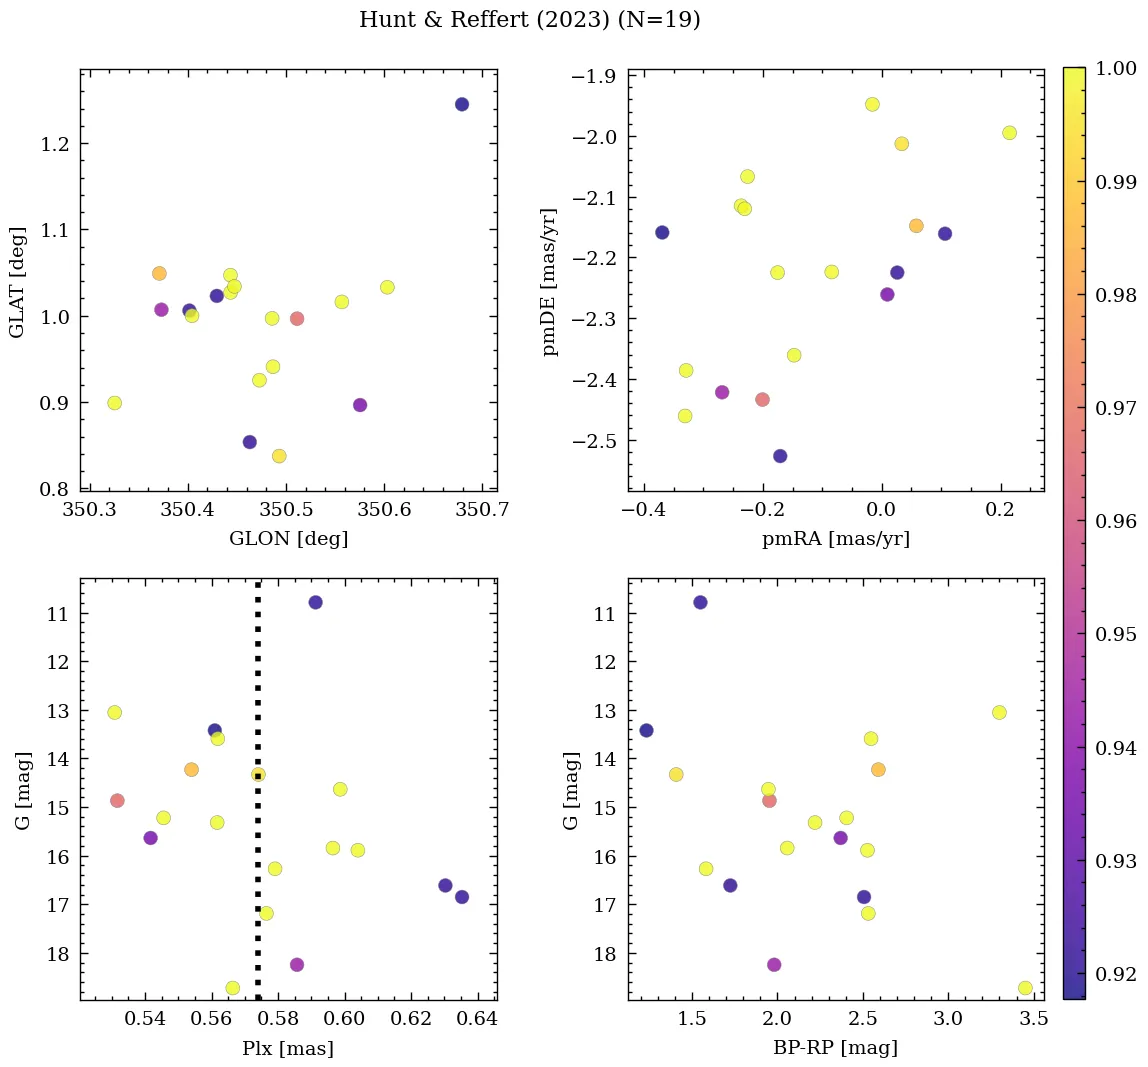 Hunt & Reffert (2023) (N=19)
1.2
1.1
1.0
0.9
0.8
GLAT [deg]
350.3 350.4 350.5 350.6 350.7
GLON [deg]
−1.9
−2.0
−2.1
−2.2
−2.3
−2.4
−2.5
pmDE [mas/yr]
−0.4 −0.2 0.0 0.2
pmRA [mas/yr]
11
12
13
14
15
16
17
18
G [mag]
0.54 0.56 0.58 0.60 0.62 0.64
Plx [mas]
11
12
13
14
15
16
17
18
G [mag]
1.5 2.0 2.5 3.0 3.5
BP-RP [mag]
1.00
0.99
0.98
0.97
0.96
0.95
0.94
0.93
0.92